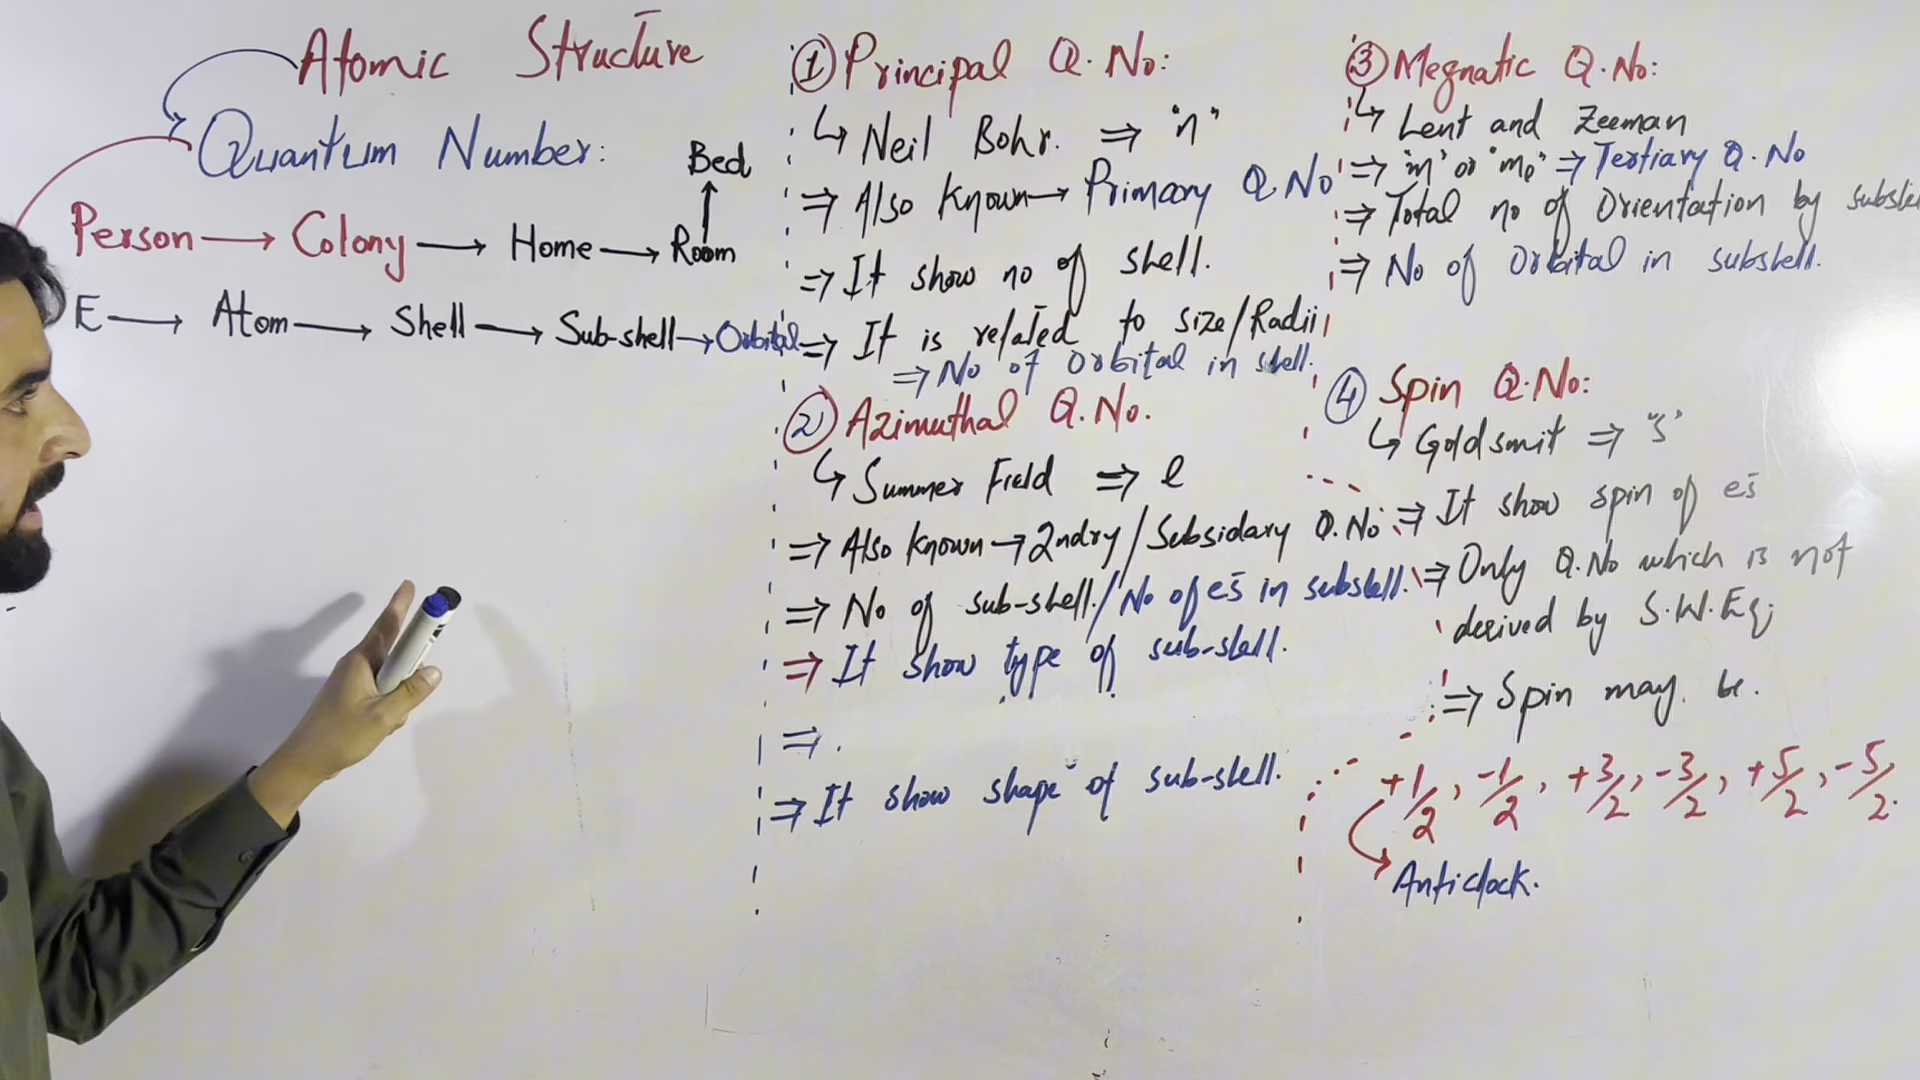 Atomic Structure
Quantum Number:
Bed
Person → Colony → Home → Room
E → Atom → Shell → Sub-shell → Orbital
① Principal Q.No:
↳ Neil Bohr. ⇒ "n"
⇒ Also Known → Primary Q No
⇒ It show no of shell.
⇒ It is related to size/Radii
⇒ No of Orbital in shell.
② Azimuthal Q.No.
↳ Summer Field ⇒ l
⇒ Also Known → 2ndry/Subsidary Q.No
⇒ No of sub-shell./No of es in subshell.
⇒ It show type of sub-shell.
⇒ .
⇒ It show shape of sub-shell.
③ Megnatic Q.No:
↳ Lent and Zeeman
⇒ "m" or "mₗ" ⇒ Tertiary Q.No
⇒ Total no of Orientation by subshe
⇒ No of Orbital in subshell.
④ Spin Q.No:
↳ Goldsmit ⇒ "s"
⇒ It show spin of es
⇒ Only Q.No which is not
derived by S.W.Eq;
⇒ Spin may be.
+1/2, -1/2, +3/2, -3/2, +5/2, -5/2.
Anticlock.